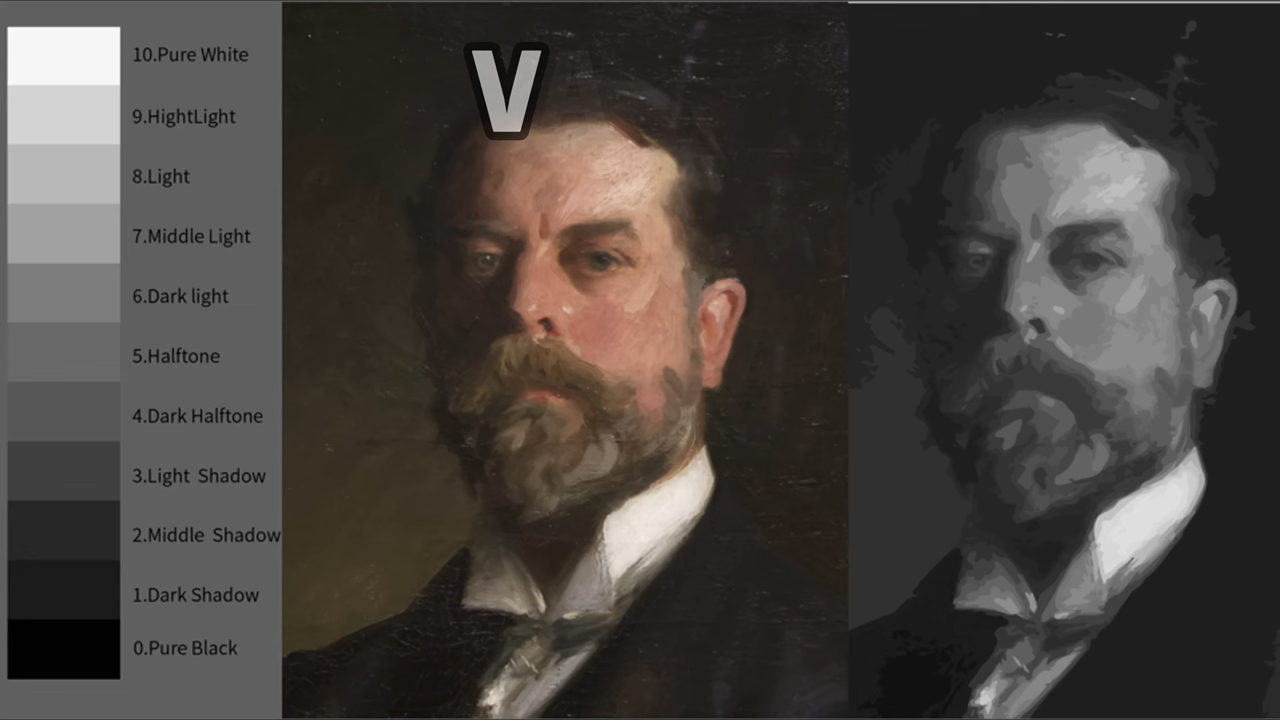 10.Pure White
9.HightLight
8.Light
7.Middle Light
6.Dark light
5.Halftone
4.Dark Halftone
3.Light  Shadow
2.Middle  Shadow
1.Dark Shadow
0.Pure Black
V